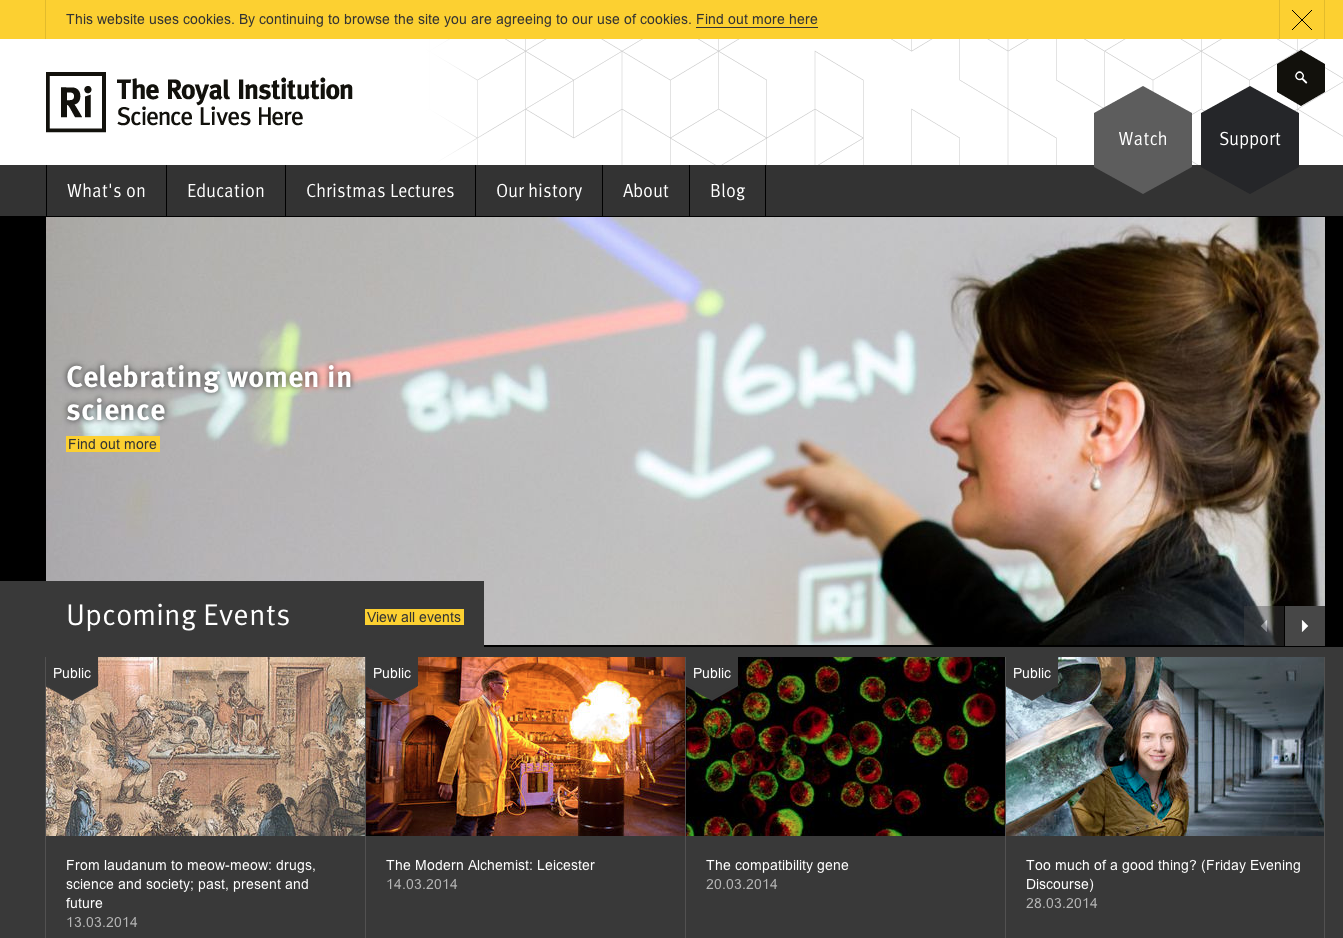 This website uses cookies. By continuing to browse the site you are agreeing to our use of cookies. Find out more here
Ri
The Royal Institution
Science Lives Here
Watch
Support
What's on
Education
Christmas Lectures
Our history
About
Blog
8kN
6kN
Celebrating women in
science
Find out more
Ri
Upcoming Events
View all events
Public
Public
Public
Public
From laudanum to meow-meow: drugs,
science and society; past, present and
future
13.03.2014
The Modern Alchemist: Leicester
14.03.2014
The compatibility gene
20.03.2014
Too much of a good thing? (Friday Evening
Discourse)
28.03.2014